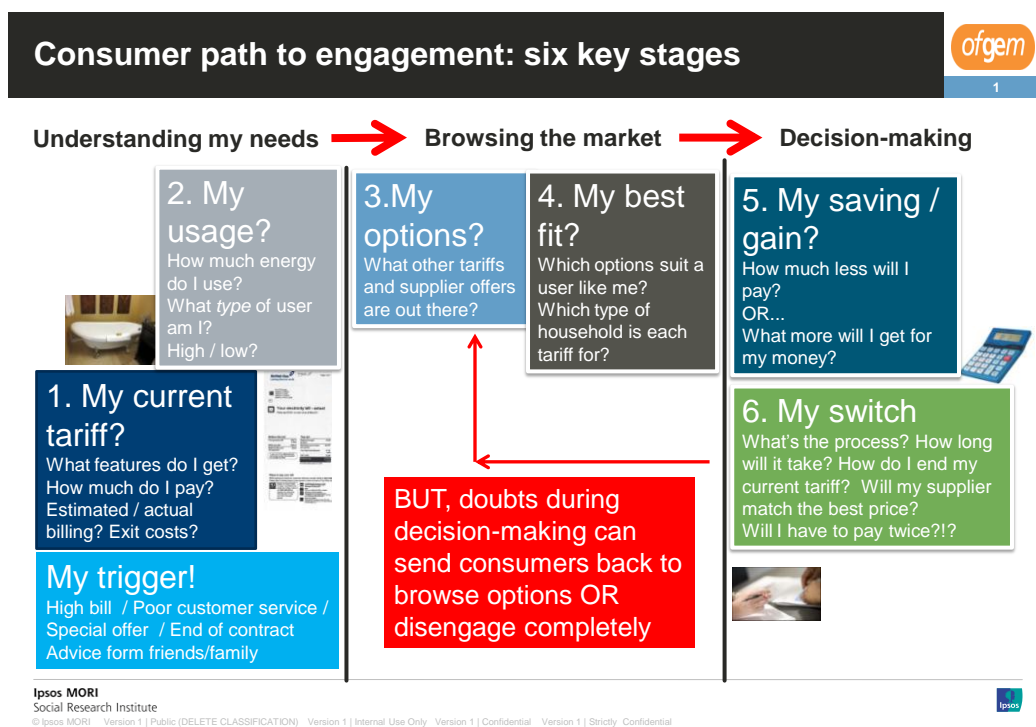 Consumer path to engagement: six key stages
ofgem
1
Understanding my needs
Browsing the market
Decision-making
2. My
usage?
How much energy
do I use?
What type of user
am I?
High / low?
1. My current
tariff?
What features do I get?
How much do I pay?
Estimated / actual
billing? Exit costs?
My trigger!
High bill / Poor customer service /
Special offer / End of contract
Advice form friends/family
3.My
options?
What other tariffs
and supplier offers
are out there?
4. My best
fit?
Which options suit a
user like me?
Which type of
household is each
tariff for?
BUT, doubts during
decision-making can
send consumers back to
browse options OR
disengage completely
5. My saving /
gain?
How much less will I
pay?
OR...
What more will I get for
my money?
6. My switch
What's the process? How long
will it take? How do I end my
current tariff? Will my supplier
match the best price?
Will I have to pay twice?!?
Ipsos MORI
Social Research Institute
© Ipsos MORI Version 1 | Public (DELETE CLASSIFICATION) Version 1 | Internal Use Only Version 1 | Confidential Version 1 | Strictly Confidential
Ipsos